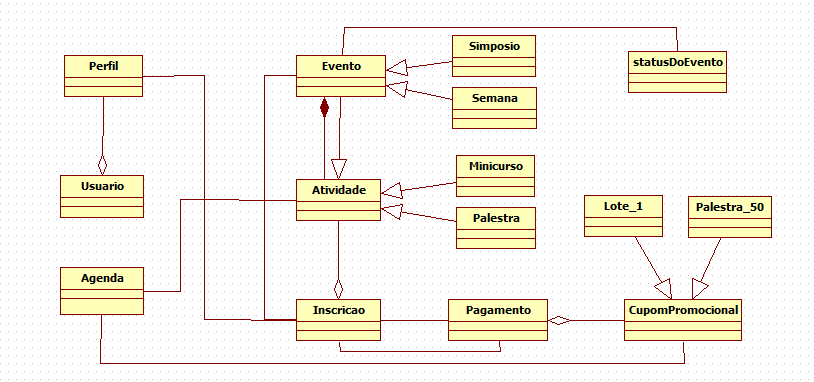 Simposio
Perfil
Evento
statusDoEvento
Semana
Minicurso
Usuario
Atividade
Lote_1
Palestra_50
Palestra
Agenda
Inscricao
Pagamento
CupomPromocional